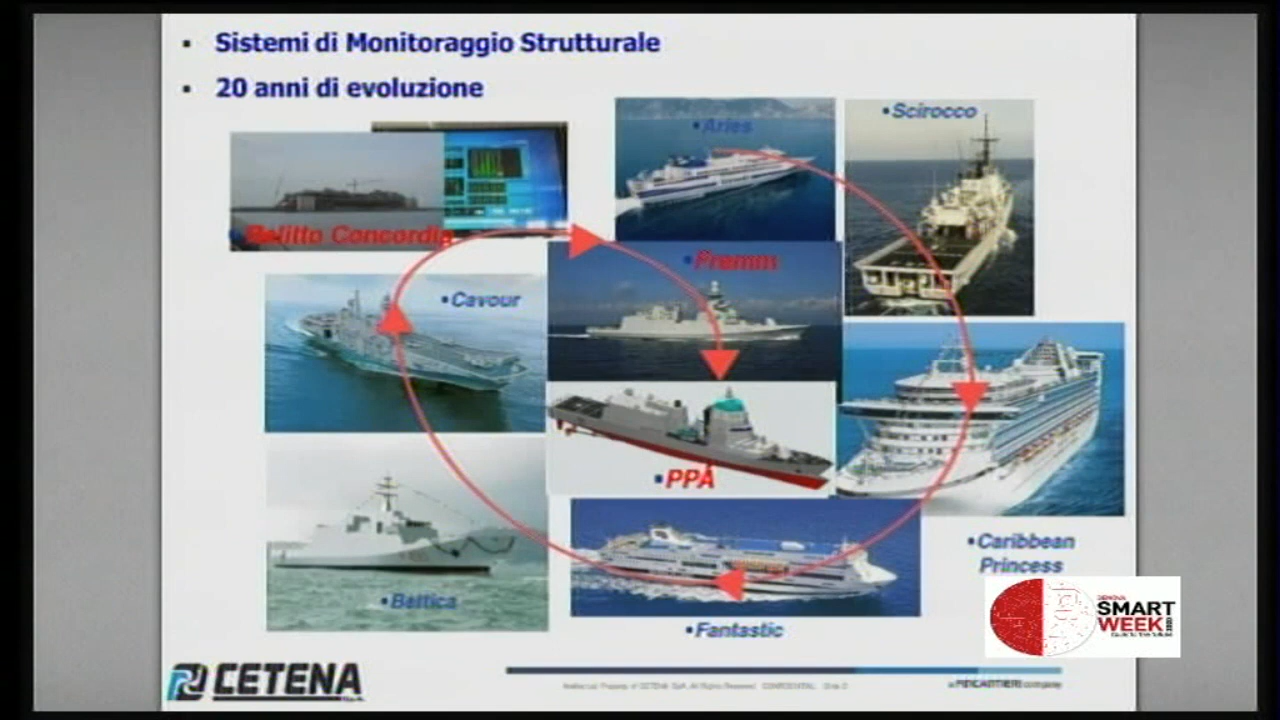 ▪ Sistemi di Monitoraggio Strutturale
▪ 20 anni di evoluzione
•Aries
•Scirocco
•Relitto Concordia
•Fremm
•Cavour
•PPA
•Caribbean
Princess
•Baltica
•Fantastic
GENOVA
SMART
WEEK
CETENA
a FINCANTIERI company